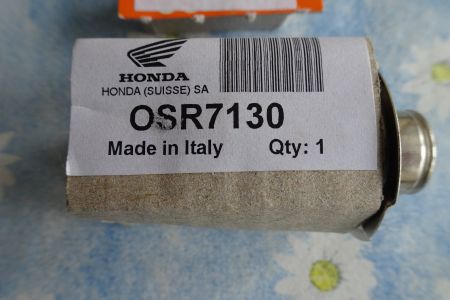 HONDA
HONDA (SUISSE) SA
OSR7130
Made in Italy Qty: 1